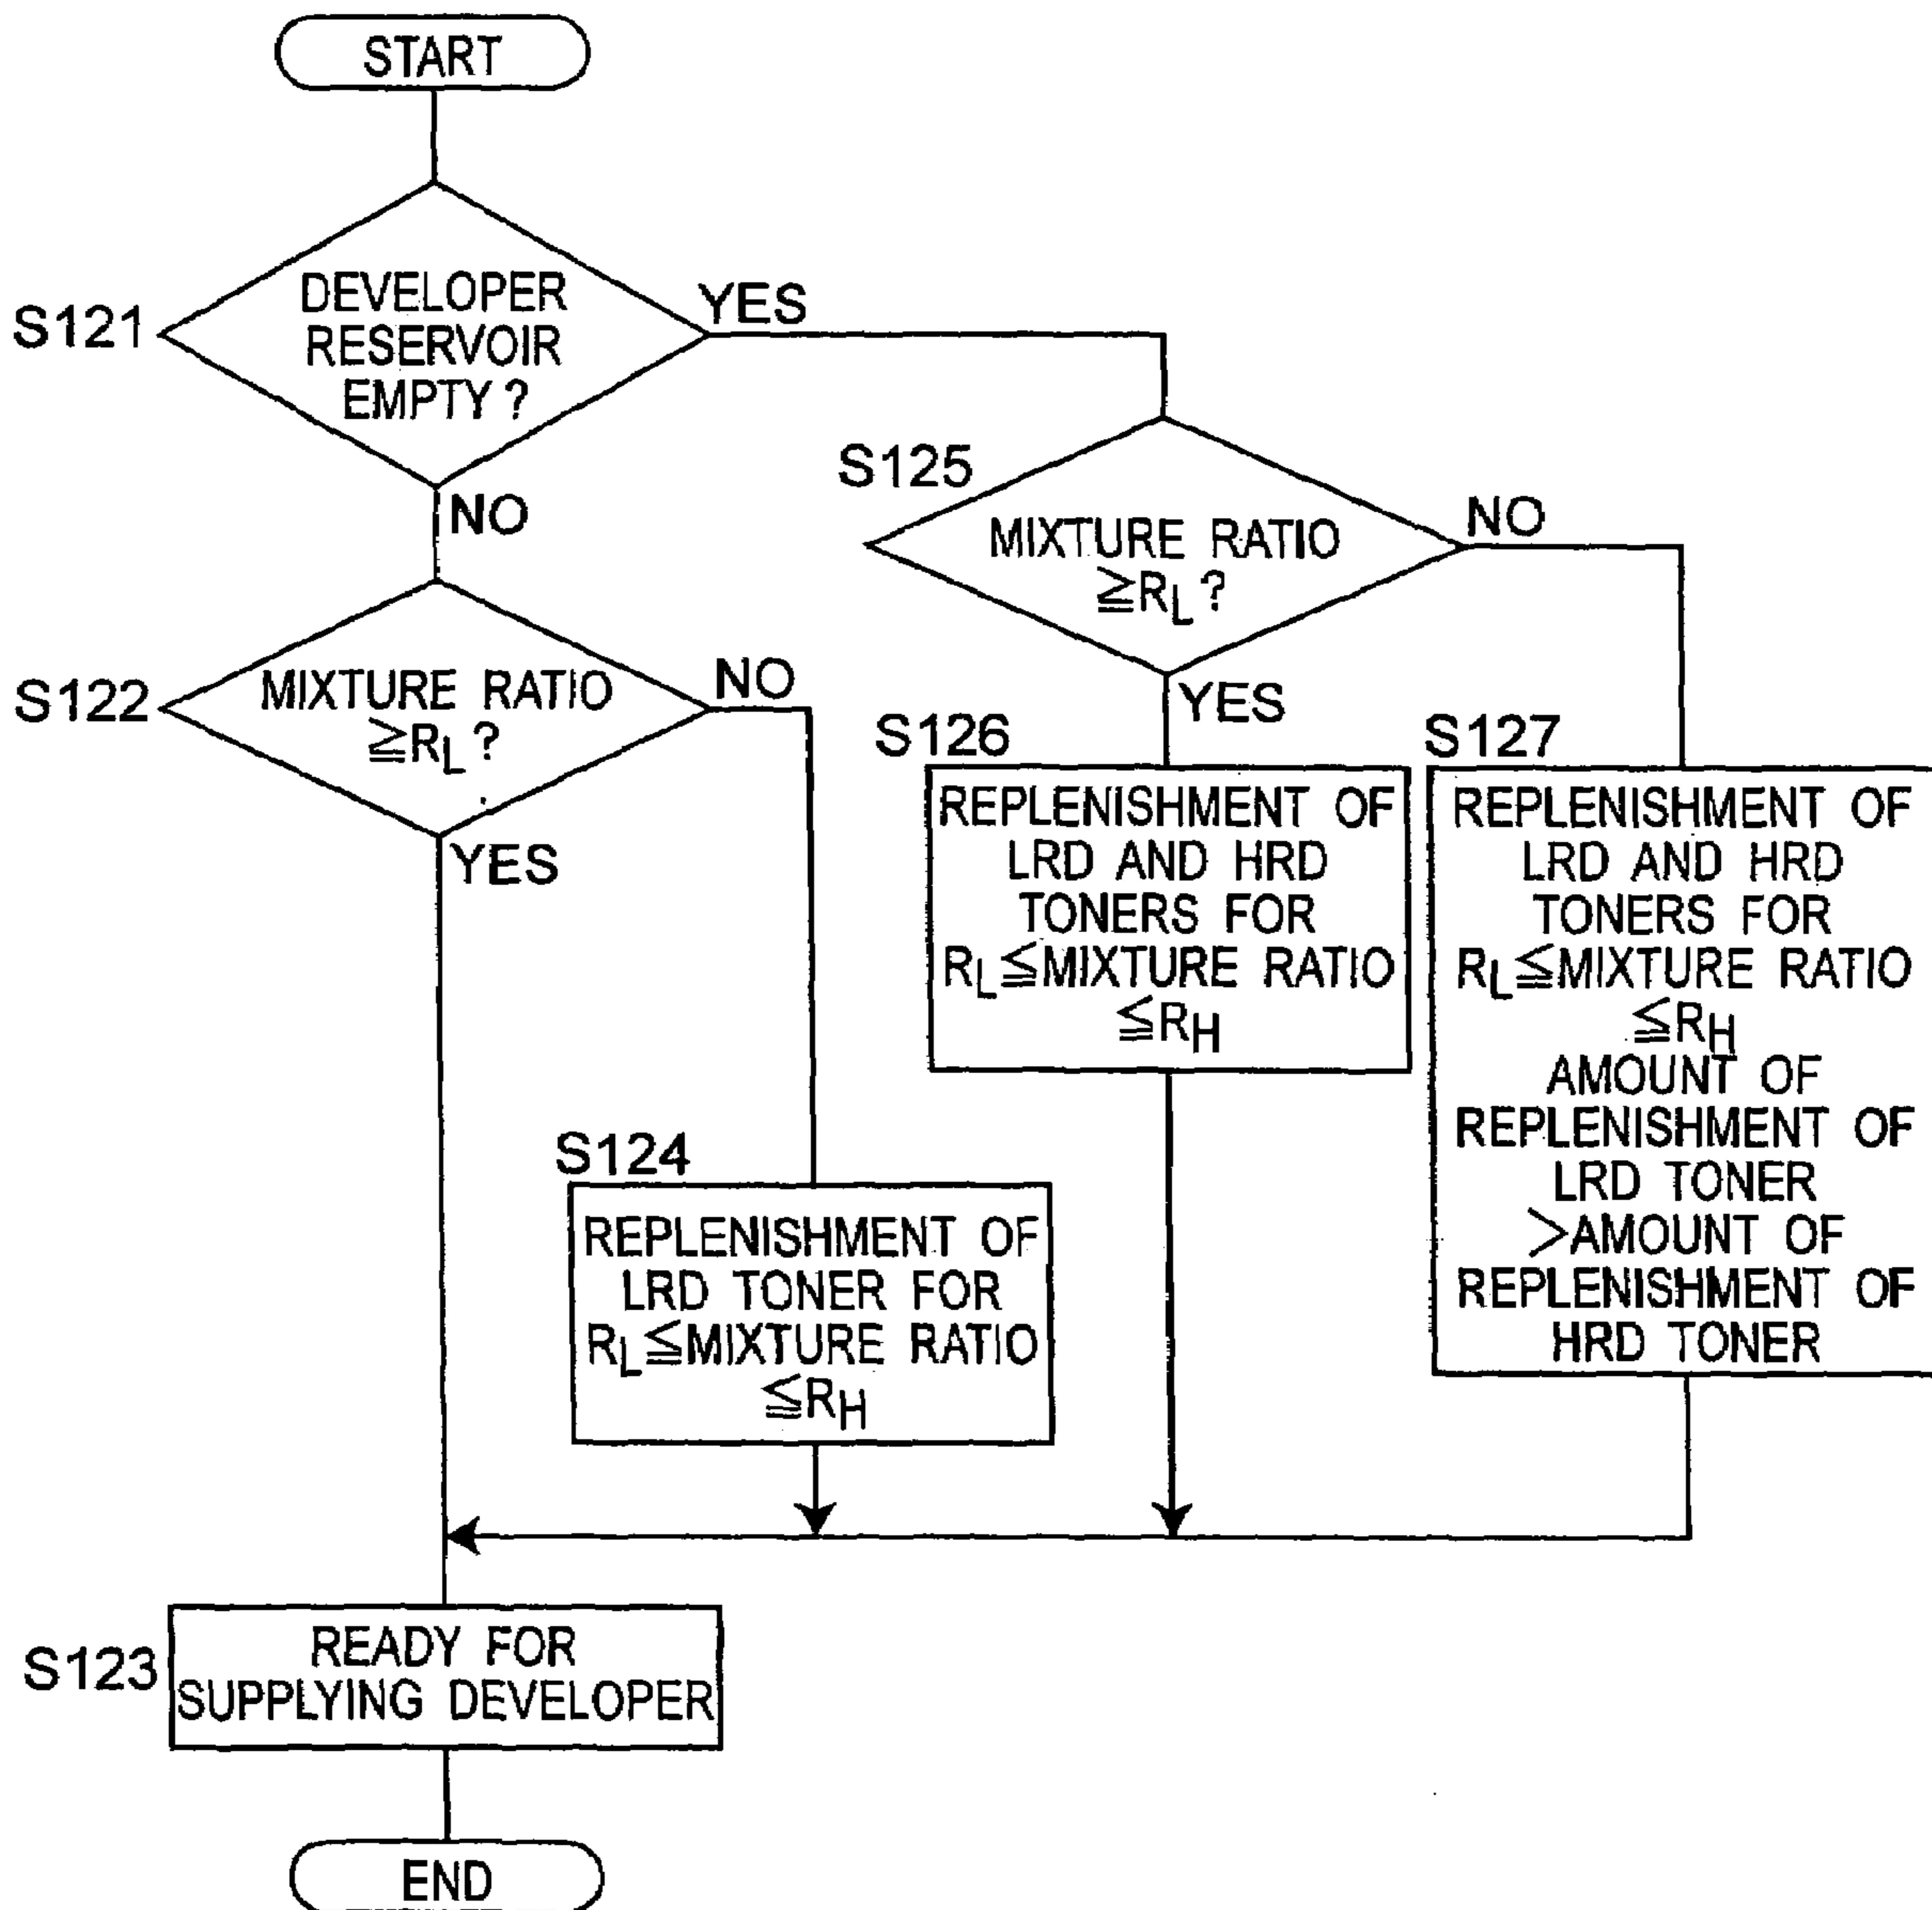 START
S121
DEVELOPER
RESERVOIR
EMPTY ?
YES
NO
S122
MIXTURE RATIO
≧RL ?
NO
YES
S125
MIXTURE RATIO
≧RL ?
NO
YES
S126
REPLENISHMENT OF
LRD AND HRD
TONERS FOR
RL≦MIXTURE RATIO
≦RH
S127
REPLENISHMENT OF
LRD AND HRD
TONERS FOR
RL≦MIXTURE RATIO
≦RH
AMOUNT OF
REPLENISHMENT OF
LRD TONER
>AMOUNT OF
REPLENISHMENT OF
HRD TONER
S124
REPLENISHMENT OF
LRD TONER FOR
RL≦MIXTURE RATIO
≦RH
S123
READY FOR
SUPPLYING DEVELOPER
END